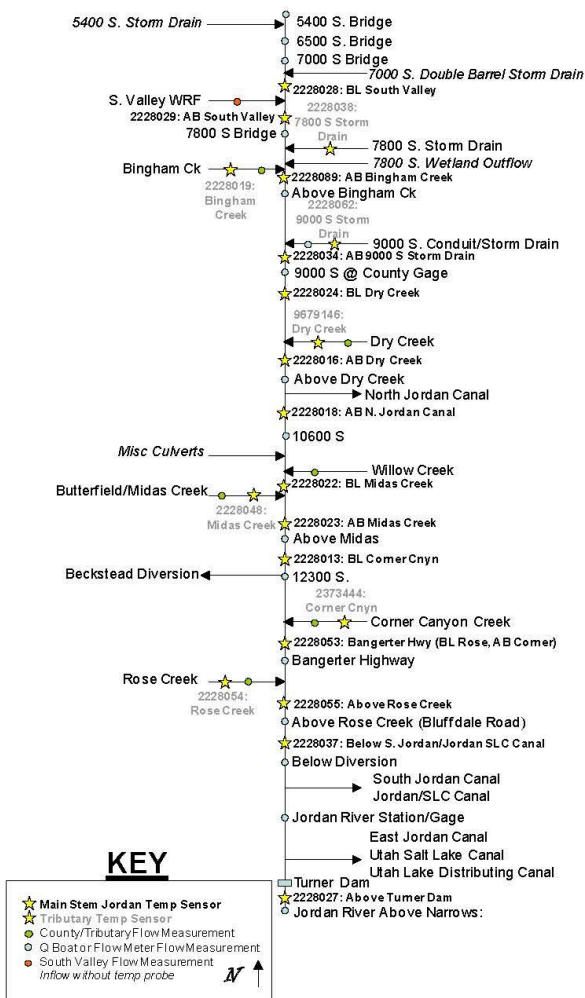 5400 S. Storm Drain
5400 S. Bridge
6500 S. Bridge
7000 S Bridge
7000 S. Double Barrel Storm Drain
2228028: BL South Valley
S. Valley WRF
2228038:
7800 S Storm
Drain
2228029: AB South Valley
7800 S Bridge
7800 S. Storm Drain
7800 S. Wetland Outflow
Bingham Ck
2228089: AB Bingham Creek
2228019:
Bingham
Creek
Above Bingham Ck
2228062:
9000 S Storm
Drain
9000 S. Conduit/Storm Drain
2228034: AB 9000 S Storm Drain
9000 S @ County Gage
2228024: BL Dry Creek
9679146:
Dry Creek
Dry Creek
2228016: AB Dry Creek
Above Dry Creek
North Jordan Canal
2228018: AB N. Jordan Canal
10600 S
Misc Culverts
Willow Creek
2228022: BL Midas Creek
Butterfield/Midas Creek
2228048:
Midas Creek
2228023: AB Midas Creek
Above Midas
2228013: BL Corner Cnyn
Beckstead Diversion
12300 S.
2373444:
Corner Cnyn
Corner Canyon Creek
2228053: Bangerter Hwy (BL Rose, AB Corner)
Bangerter Highway
Rose Creek
2228054:
Rose Creek
2228055: Above Rose Creek
Above Rose Creek (Bluffdale Road)
2228037: Below S. Jordan/Jordan SLC Canal
Below Diversion
South Jordan Canal
Jordan/SLC Canal
Jordan River Station/Gage
East Jordan Canal
Utah Salt Lake Canal
Utah Lake Distributing Canal
Turner Dam
2228027: Above Turner Dam
Jordan River Above Narrows:
KEY
Main Stem Jordan Temp Sensor
Tributary Temp Sensor
County/Tributary Flow Measurement
Q Boat or Flow Meter Flow Measurement
South Valley Flow Measurement
Inflow without temp probe
N